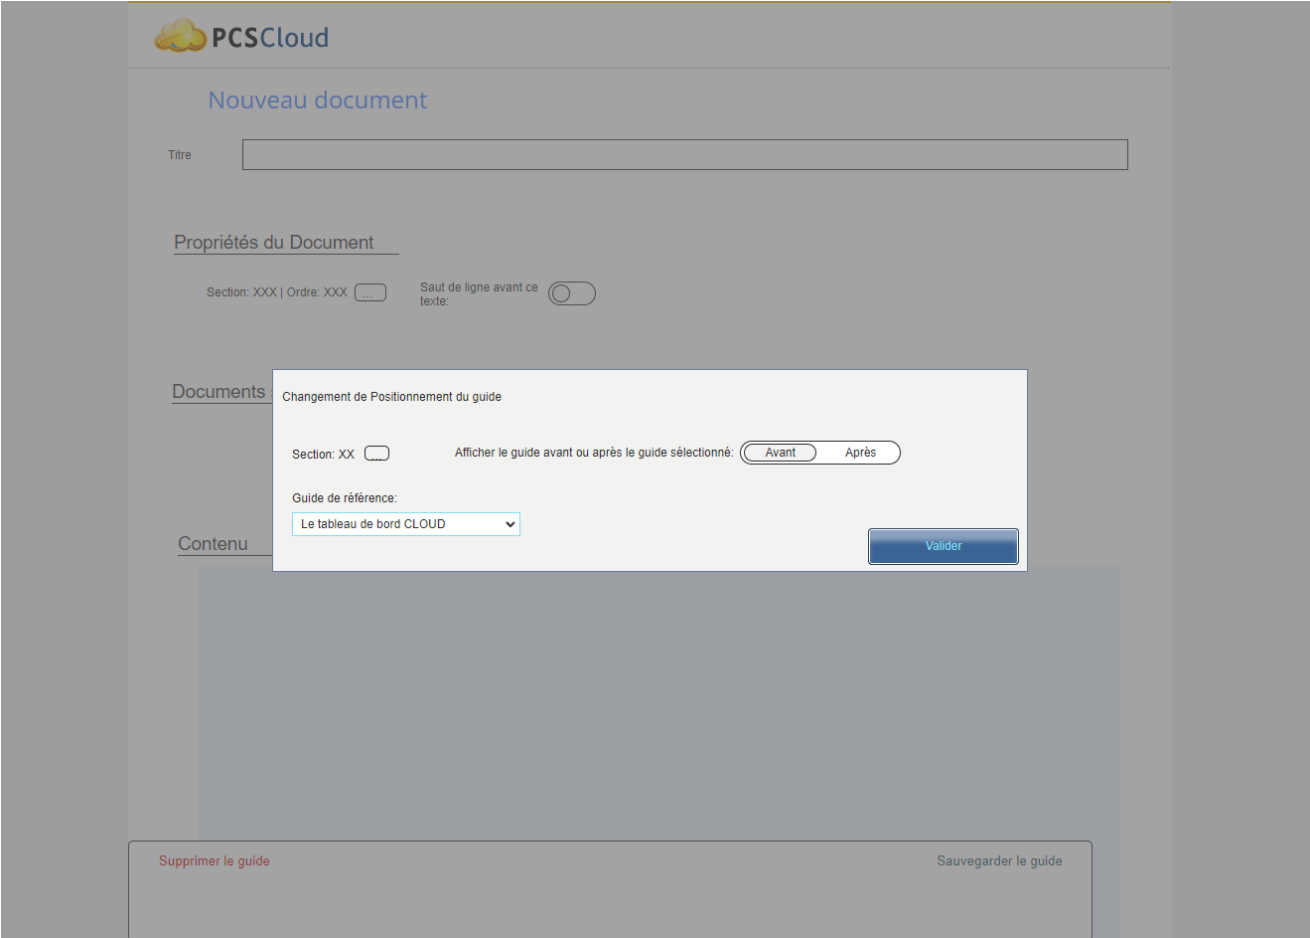 PCSCloud
Nouveau document
Titre
Propriétés du Document
Section: XXX | Ordre: XXX ...
Saut de ligne avant ce
texte:
Documents
Changement de Positionnement du guide
Section: XX ...
Afficher le guide avant ou après le guide sélectionné: Avant Après
Guide de référence:
Le tableau de bord CLOUD
Valider
Contenu
Supprimer le guide
Sauvegarder le guide